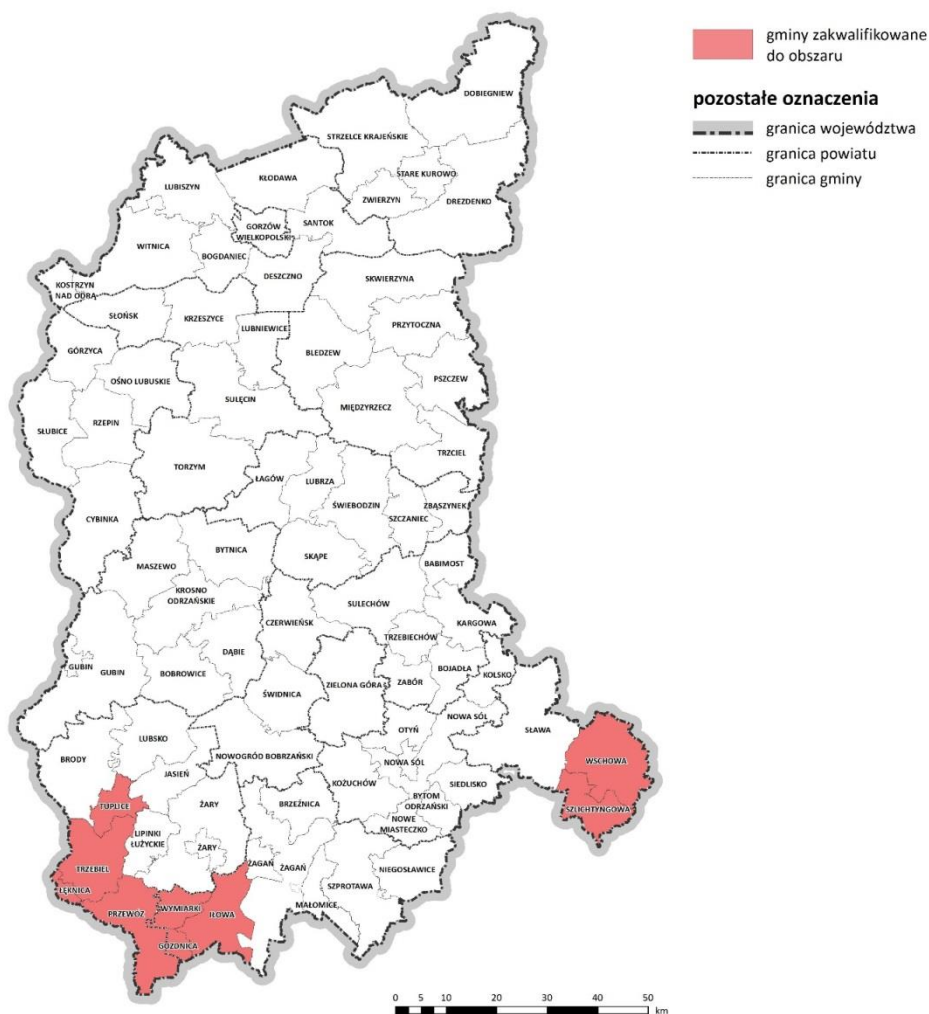 gminy zakwalifikowane
do obszaru
pozostałe oznaczenia
granica województwa
granica powiatu
granica gminy
DOBIEGNIEW
STRZELCE KRAJEŃSKIE
STARE KUROWO
KŁODAWA
LUBISZYN
ZWIERZYN
DREZDENKO
SANTOK
GORZÓW
WIELKOPOLSKI
WITNICA
BOGDANIEC
DESZCZNO
SKWIERZYNA
KOSTRZYN
NAD ODRĄ
SŁOŃSK
KRZESZYCE
LUBNIEWICE
PRZYTOCZNA
GÓRZYCA
BLEDZEW
PSZCZEW
OŚNO LUBUSKIE
SULĘCIN
MIĘDZYRZECZ
RZEPIN
SŁUBICE
TRZCIEL
TORZYM
ŁAGÓW
LUBRZA
ŚWIEBODZIN
ZBĄSZYNEK
SZCZANIEC
CYBINKA
BYTNICA
SKĄPE
BABIMOST
MASZEWO
KROSNO
ODRZAŃSKIE
SULECHÓW
CZERWIEŃSK
KARGOWA
TRZEBIECHÓW
DĄBIE
GUBIN
GUBIN
BOBROWICE
ZIELONA GÓRA
ZABÓR
BOJADŁA
KOLSKO
ŚWIDNICA
NOWA SÓL
SŁAWA
OTYŃ
LUBSKO
BRODY
NOWOGRÓD BOBRZAŃSKI
NOWA SÓL
WSCHOWA
JASIEŃ
KOŻUCHÓW
SIEDLISKO
BYTOM
ODRZAŃSKI
TUPLICE
ŻARY
BRZEŹNICA
SZLICHTYNGOWA
NOWE
MIASTECZKO
LIPINKI
ŁUŻYCKIE
ŻARY
ŻAGAŃ
ŻAGAŃ
NIEGOSŁAWICE
TRZEBIEL
SZPROTAWA
ŁĘKNICA
MAŁOMICE
WYMIARKI
IŁOWA
PRZEWÓZ
GOZDNICA
0 5 10 20 30 40 50
km